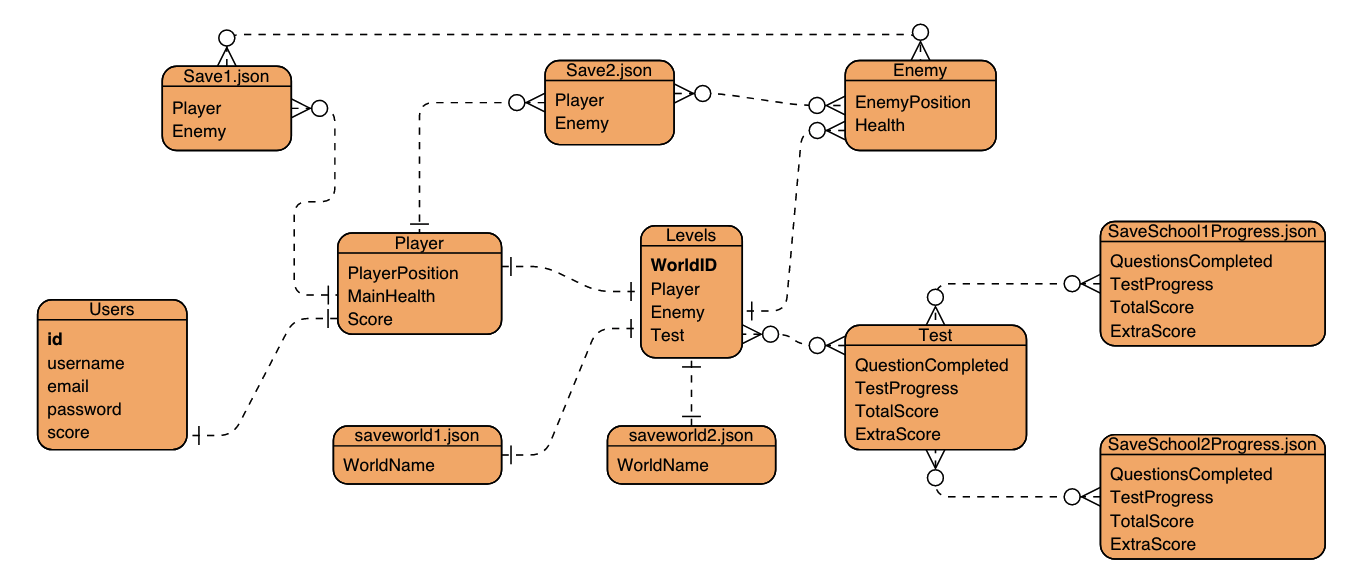 Save1.json
Player
Enemy
Save2.json
Player
Enemy
Enemy
EnemyPosition
Health
Player
PlayerPosition
MainHealth
Score
Levels
WorldID
Player
Enemy
Test
SaveSchool1Progress.json
QuestionsCompleted
TestProgress
TotalScore
ExtraScore
Users
id
username
email
password
score
Test
QuestionCompleted
TestProgress
TotalScore
ExtraScore
saveworld1.json
WorldName
saveworld2.json
WorldName
SaveSchool2Progress.json
QuestionsCompleted
TestProgress
TotalScore
ExtraScore